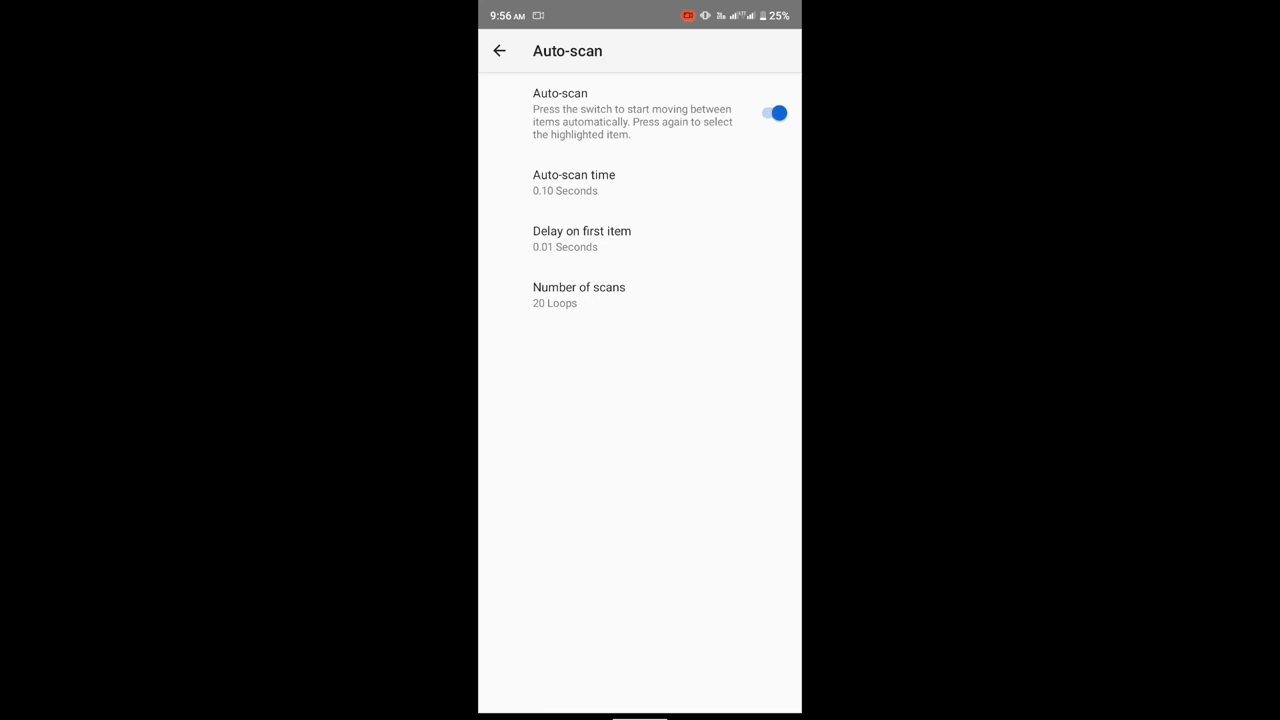 9:56 AM 25%
Auto-scan
Auto-scan
Press the switch to start moving between
items automatically. Press again to select
the highlighted item.
Auto-scan time
0.10 Seconds
Delay on first item
0.01 Seconds
Number of scans
20 Loops